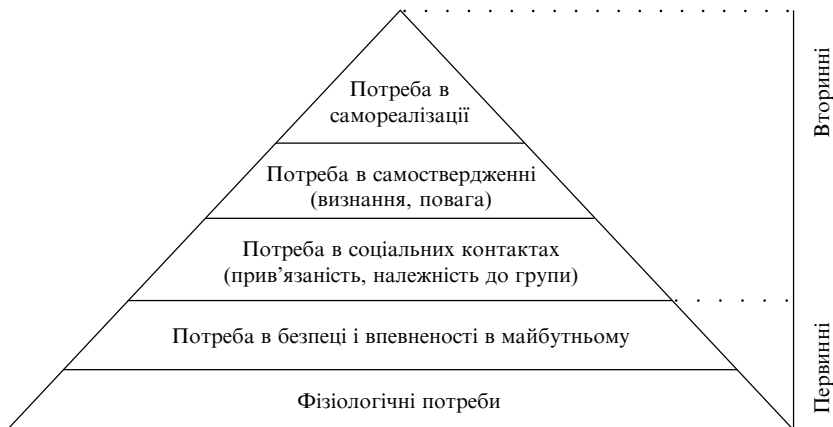 Потреба в
самореалізації
Потреба в самоствердженні
(визнання, повага)
Потреба в соціальних контактах
(прив’язаність, належність до групи)
Потреба в безпеці і впевненості в майбутньому
Фізіологічні потреби
Вторинні
Первинні